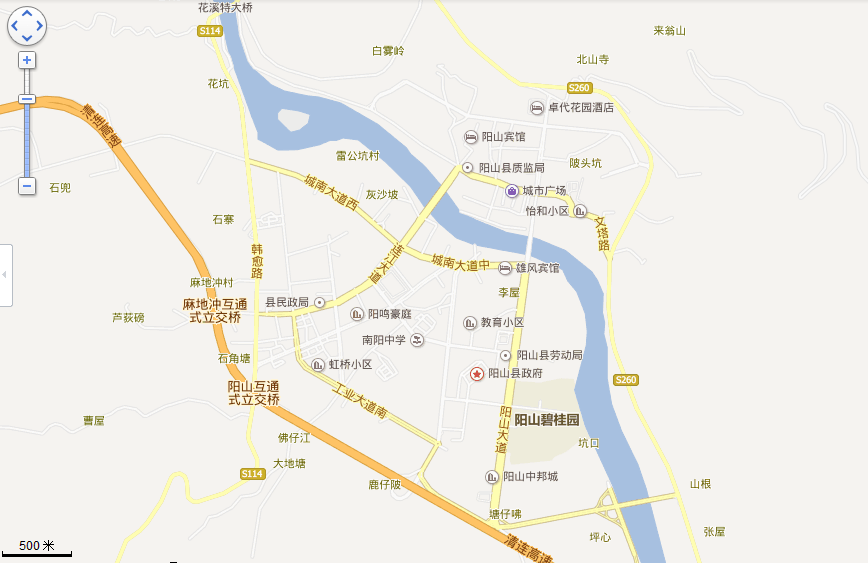 花溪特大桥
S114
来翁山
白雾岭
北山寺
花坑
S260
卓代花园酒店
清连高速
阳山宾馆
雷公坑村
阳山县质监局
陂头坑
石兜
城南大道西
灰沙坡
城市广场
怡和小区
石寨
文塔路
韩愈路
连江大道
城南大道中
雄风宾馆
麻地冲村
李屋
麻地冲互通
式立交桥
县民政局
芦荻磅
阳鸣豪庭
教育小区
南阳中学
石角塘
虹桥小区
阳山县劳动局
阳山县政府
阳山互通
式立交桥
S260
工业大道南
阳山大道
阳山碧桂园
曹屋
佛仔江
坑口
大地塘
S114
鹿仔陂
阳山中邦城
山根
塘仔咈
张屋
坪心
清连高速
500 米